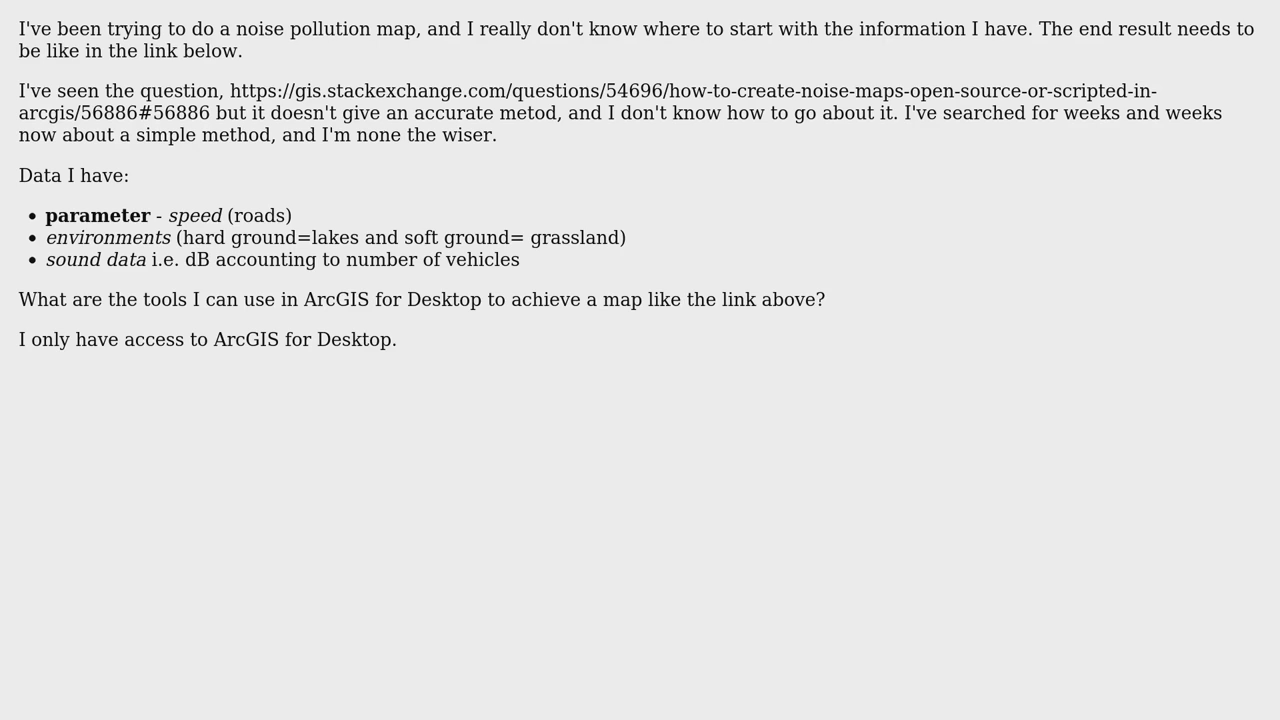 I've been trying to do a noise pollution map, and I really don't know where to start with the information I have. The end result needs to
be like in the link below.
I've seen the question, https://gis.stackexchange.com/questions/54696/how-to-create-noise-maps-open-source-or-scripted-in-
arcgis/56886#56886 but it doesn't give an accurate metod, and I don't know how to go about it. I've searched for weeks and weeks
now about a simple method, and I'm none the wiser.
Data I have:
• parameter - speed (roads)
• environments (hard ground=lakes and soft ground= grassland)
• sound data i.e. dB accounting to number of vehicles
What are the tools I can use in ArcGIS for Desktop to achieve a map like the link above?
I only have access to ArcGIS for Desktop.